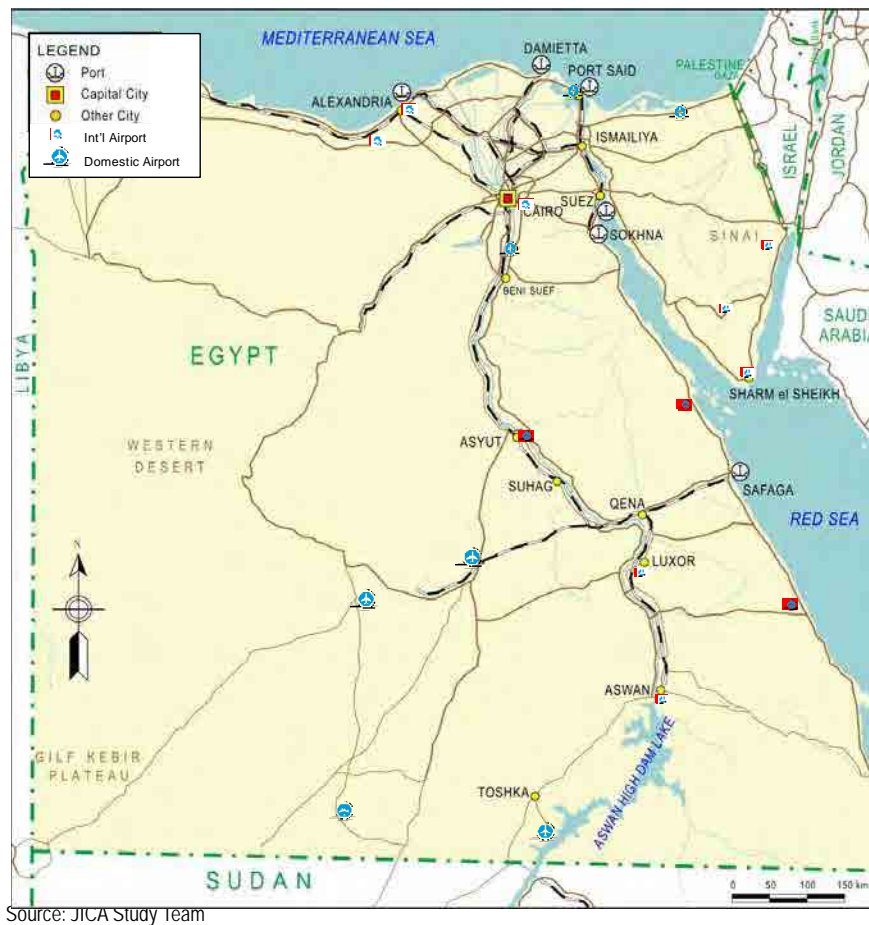 MEDITERRANEAN SEA
LEGEND
Port
Capital City
Other City
Int'l Airport
Domestic Airport
DAMIETTA
PORT SAID
ALEXANDRIA
PALESTINE
GAZA
ISMAILIYA
ISRAEL
JORDAN
SUEZ
CAIRO
SOKHNA
SINAI
BENI SUEF
SAUDI
ARABIA
LIBYA
EGYPT
SHARM el SHEIKH
WESTERN
DESERT
ASYUT
SUHAG
SAFAGA
QENA
RED SEA
LUXOR
N
ASWAN
GILF KEBIR
PLATEAU
TOSHKA
ASWAN HIGH DAM LAKE
SUDAN
0 50 100 150 km
Source: JICA Study Team